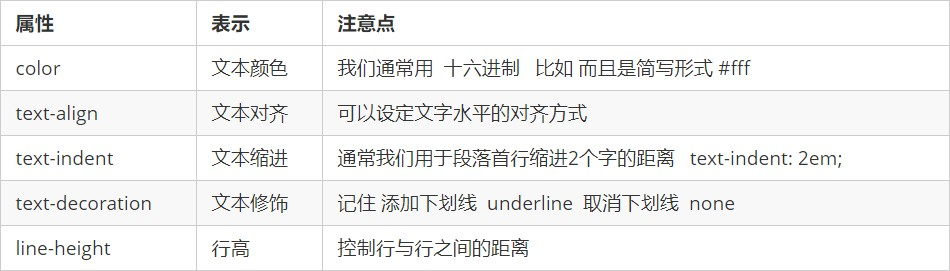 属性 表示 注意点
color 文本颜色 我们通常用 十六进制 比如 而且是简写形式 #fff
text-align 文本对齐 可以设定文字水平的对齐方式
text-indent 文本缩进 通常我们用于段落首行缩进2个字的距离 text-indent: 2em;
text-decoration 文本修饰 记住 添加下划线 underline 取消下划线 none
line-height 行高 控制行与行之间的距离